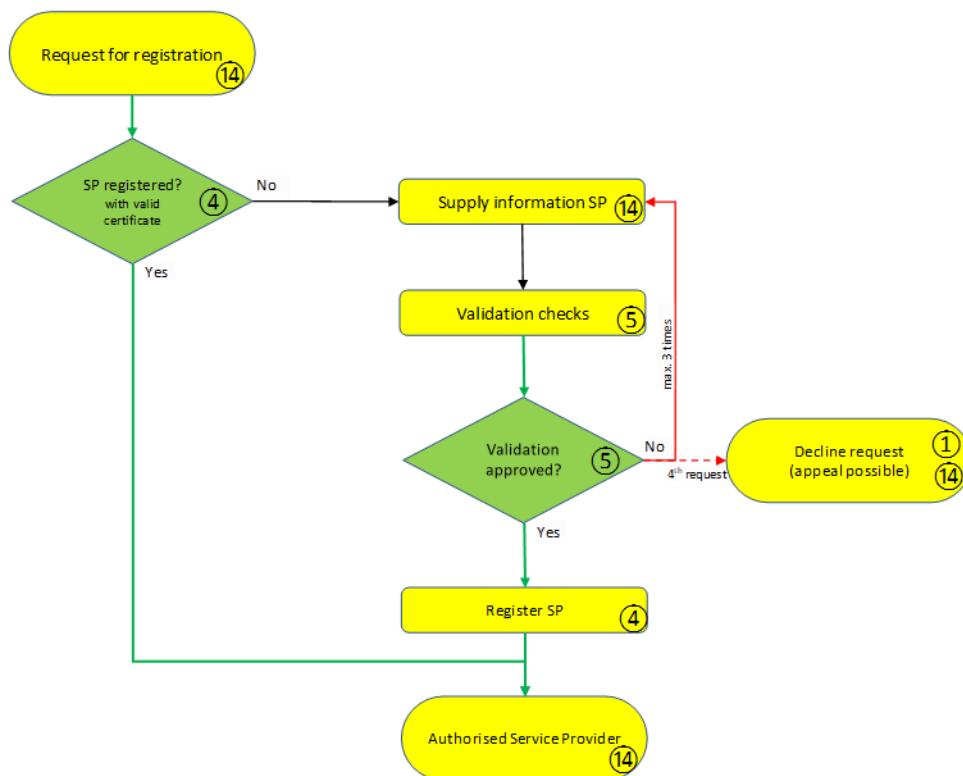 Request for registration
14
SP registered?
with valid
certificate
4
No
Yes
Supply information SP
14
Validation checks
5
max. 3 times
Validation
approved?
5
No
4th request
Yes
Decline request
(appeal possible)
1
14
Register SP
4
Authorised Service Provider
14